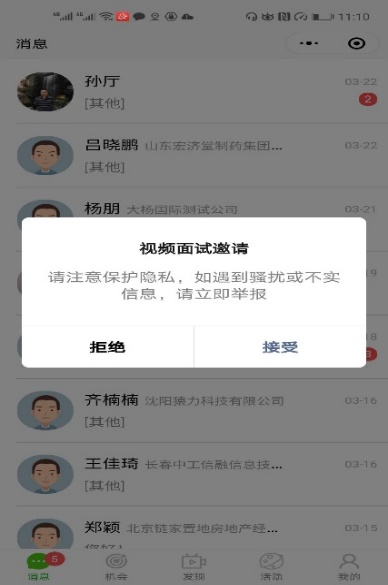 11:10
消息
孙厅 03-22
[其他] 2
吕晓鹏 山东宏济堂制药集团... 03-22
[其他]
杨朋 大杨国际测试公司 03-21
视频面试邀请
请注意保护隐私，如遇到骚扰或不实
信息，请立即举报
拒绝 接受
齐楠楠 沈阳猿力科技有限公司 03-16
[其他]
王佳琦 长春中工信融信息技... 03-16
[其他]
郑颖 北京链家置地房地产经... 03-15
您好!
消息 5 机会 发现 活动 我的